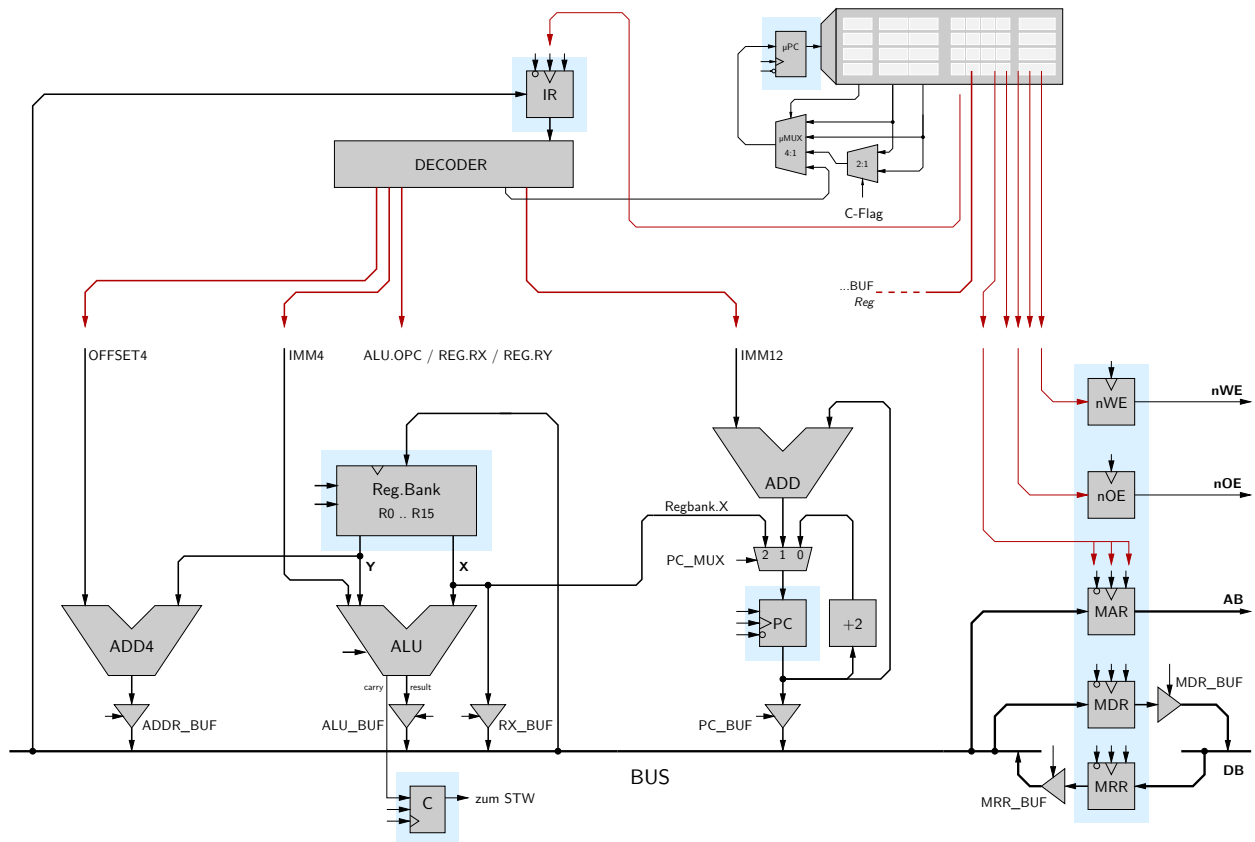 µPC
IR
µMUX
4:1
2:1
DECODER
C-Flag
...BUF
Reg
OFFSET4
IMM4
ALU.OPC / REG.RX / REG.RY
IMM12
nWE
nWE
ADD
Reg.Bank
R0 .. R15
nOE
nOE
Regbank.X
2 1 0
PC_MUX
Y
X
PC
+2
MAR
AB
ADD4
ALU
carry
result
MDR_BUF
MDR
ADDR_BUF
ALU_BUF
RX_BUF
PC_BUF
BUS
DB
MRR
MRR_BUF
C
zum STW